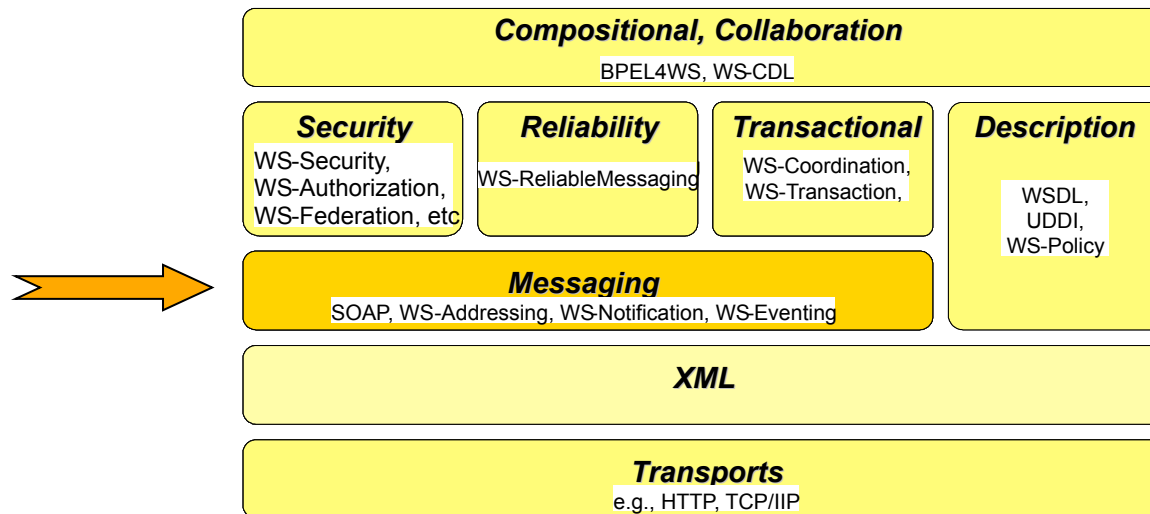 Compositional, Collaboration
BPEL4WS, WS-CDL
Security
WS-Security,
WS-Authorization,
WS-Federation, etc
Reliability
WS-ReliableMessaging
Transactional
WS-Coordination,
WS-Transaction,
Description
WSDL,
UDDI,
WS-Policy
Messaging
SOAP, WS-Addressing, WS-Notification, WS-Eventing
XML
Transports
e.g., HTTP, TCP/IIP